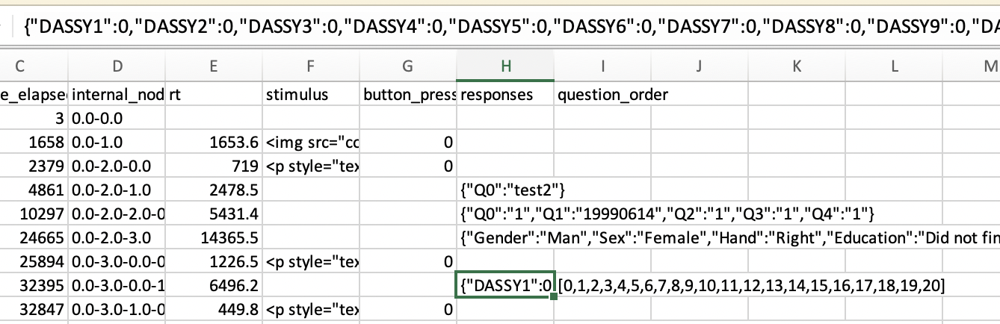 {"DASSY1":0,"DASSY2":0,"DASSY3":0,"DASSY4":0,"DASSY5":0,"DASSY6":0,"DASSY7":0,"DASSY8":0,"DASSY9":0,"DA
C D E F G H I J K L M
e_elapse internal_nod rt stimulus button_press responses question_order
3 0.0-0.0
1658 0.0-1.0 1653.6 <img src="cc 0
2379 0.0-2.0-0.0 719 <p style="tex 0
4861 0.0-2.0-1.0 2478.5 {"Q0":"test2"}
10297 0.0-2.0-2.0-0 5431.4 {"Q0":"1","Q1":"19990614","Q2":"1","Q3":"1","Q4":"1"}
24665 0.0-2.0-3.0 14365.5 {"Gender":"Man","Sex":"Female","Hand":"Right","Education":"Did not fin
25894 0.0-3.0-0.0-0 1226.5 <p style="tex 0
32395 0.0-3.0-0.0-1 6496.2 {"DASSY1":0 [0,1,2,3,4,5,6,7,8,9,10,11,12,13,14,15,16,17,18,19,20]
32847 0.0-3.0-1.0-0 449.8 <p style="tex 0